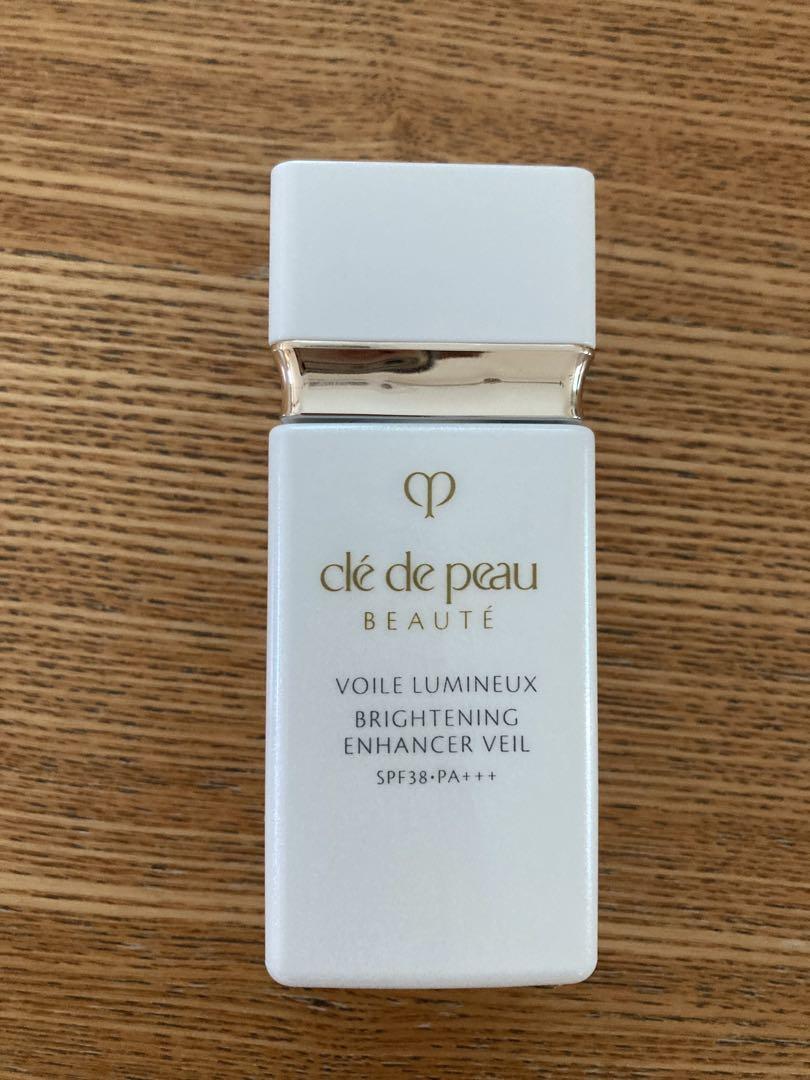 clé de peau
BEAUTÉ
VOILE LUMINEUX
BRIGHTENING
ENHANCER VEIL
SPF38•PA+++